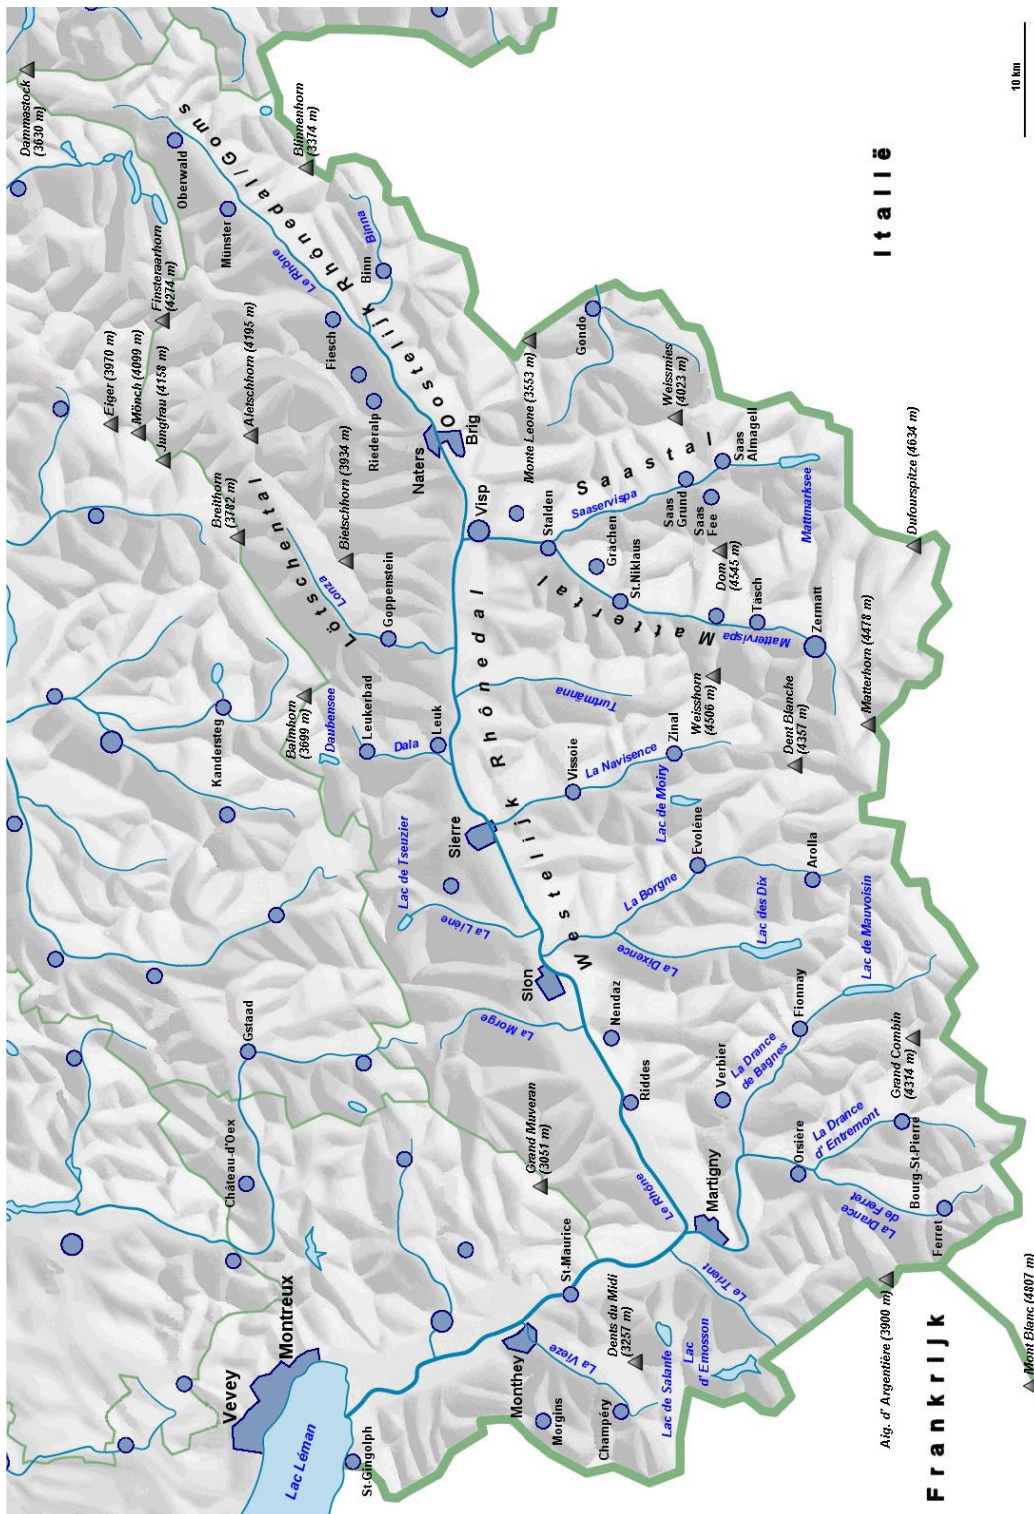 Dammastock
(3630 m)
Oberwald
Münster
Oostelijk Rhônedal/Goms
Le Rhône
Blinnenhorn
(3374 m)
Binna
Binn
Finsteraarhorn
(4274 m)
Eiger (3970 m)
Mönch (4099 m)
Jungfrau (4158 m)
Aletschhorn (4195 m)
Fiesch
Riederalp
Naters
Brig
Breithorn
(3782 m)
Bietschhorn (3934 m)
Lötschental
Lonza
Goppenstein
Visp
Monte Leone (3553 m)
Gondo
Weissmies
(4023 m)
Italië
10 km
Stalden
Saastal
Saaservispa
Saas
Grund
Saas
Fee
Saas
Almagell
Mattmarksee
Grächen
St.Niklaus
Mattertal
Mattervispa
Dom
(4545 m)
Täsch
Zermatt
Dufourspitze (4634 m)
Matterhorn (4478 m)
Weisshorn
(4506 m)
Dent Blanche
(4357 m)
Kandersteg
Balmhorn
(3699 m)
Daubensee
Leukerbad
Dala
Leuk
Turtmänna
Westelijk Rhônedal
Vissoie
La Navisence
Zinal
Lac de Moiry
Sierre
Lac de Tseuzier
La Liène
Evolène
La Borgne
Arolla
Lac des Dix
La Dixence
Lac de Mauvoisin
Sion
La Morge
Nendaz
Riddes
Fionnay
La Drance
de Bagnes
Verbier
Grand Combin
(4314 m)
Gstaad
Château-d'Oex
Grand Muveran
(3051 m)
Le Rhône
Martigny
Orsière
La Drance
d' Entremont
Bourg-St-Pierre
La Drance
de Ferret
Ferret
Le Trient
St-Maurice
Vevey
Montreux
Lac Léman
St-Gingolph
Monthey
La Vieze
Morgins
Champéry
Dents du Midi
(3257 m)
Lac de Salanfe
Lac
d' Emosson
Aig. d' Argentière (3900 m)
Mont Blanc (4807 m)
Frankrijk